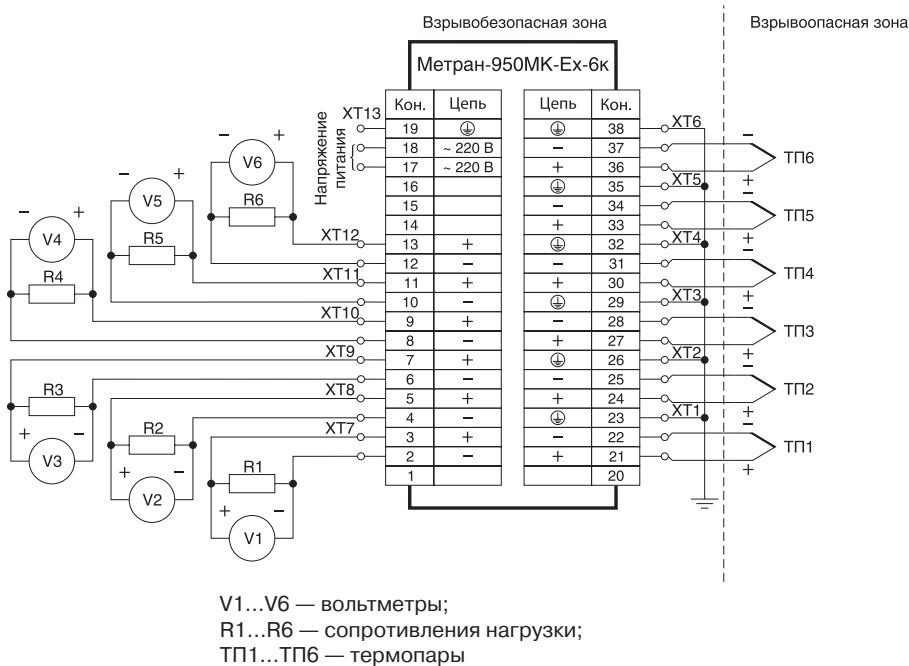 Взрывобезопасная зона
Взрывоопасная зона
Метран-950МК-Ех-6к
Кон. Цепь Цепь Кон.
XT13 19 38 XT6
Напряжение питания
18 ~ 220 В − 37 −
17 ~ 220 В + 36 ТП6
16 35 XT5 +
15 − 34 −
14 + 33 ТП5
XT12 13 + 32 XT4 +
12 − − 31 −
XT11 11 + + 30 ТП4
10 − 29 XT3 +
XT10 9 + − 28 −
8 − + 27 ТП3
XT9 7 + 26 XT2 +
6 − − 25 −
XT8 5 + + 24 ТП2
4 − 23 XT1 +
XT7 3 + − 22 −
2 − + 21 ТП1
1 20 +
− V6 +
R6
− V5 +
R5
− V4 +
R4
R3
+ V3 −
R2
+ V2 −
R1
+ V1 −
V1...V6 — вольтметры;
R1...R6 — сопротивления нагрузки;
ТП1...ТП6 — термопары